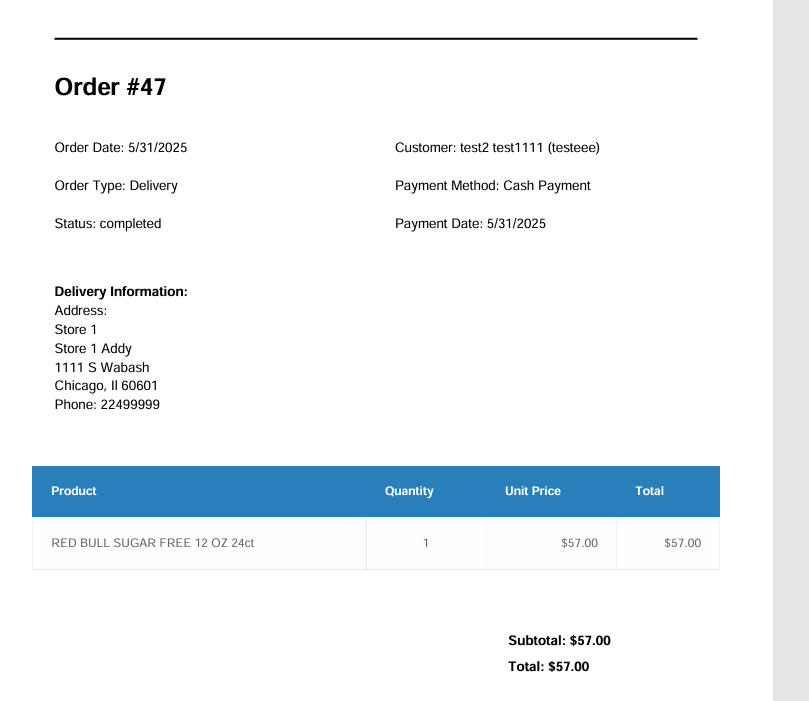 Order #47
Order Date: 5/31/2025
Customer: test2 test1111 (testeee)
Order Type: Delivery
Payment Method: Cash Payment
Status: completed
Payment Date: 5/31/2025
Delivery Information:
Address:
Store 1
Store 1 Addy
1111 S Wabash
Chicago, Il 60601
Phone: 22499999
Product Quantity Unit Price Total
RED BULL SUGAR FREE 12 OZ 24ct 1 $57.00 $57.00
Subtotal: $57.00
Total: $57.00